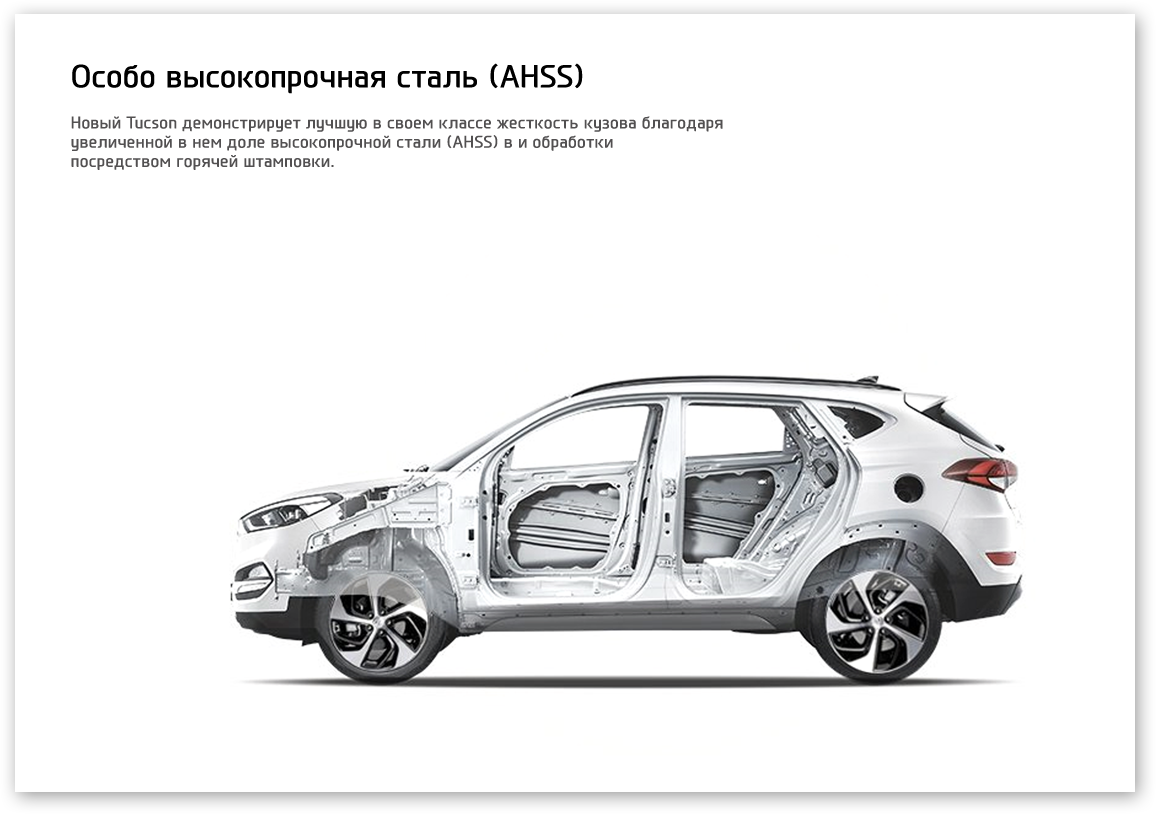 Особо высокопрочная сталь (AHSS)
Новый Tucson демонстрирует лучшую в своем классе жесткость кузова благодаря
увеличенной в нем доле высокопрочной стали (AHSS) в и обработки
посредством горячей штамповки.